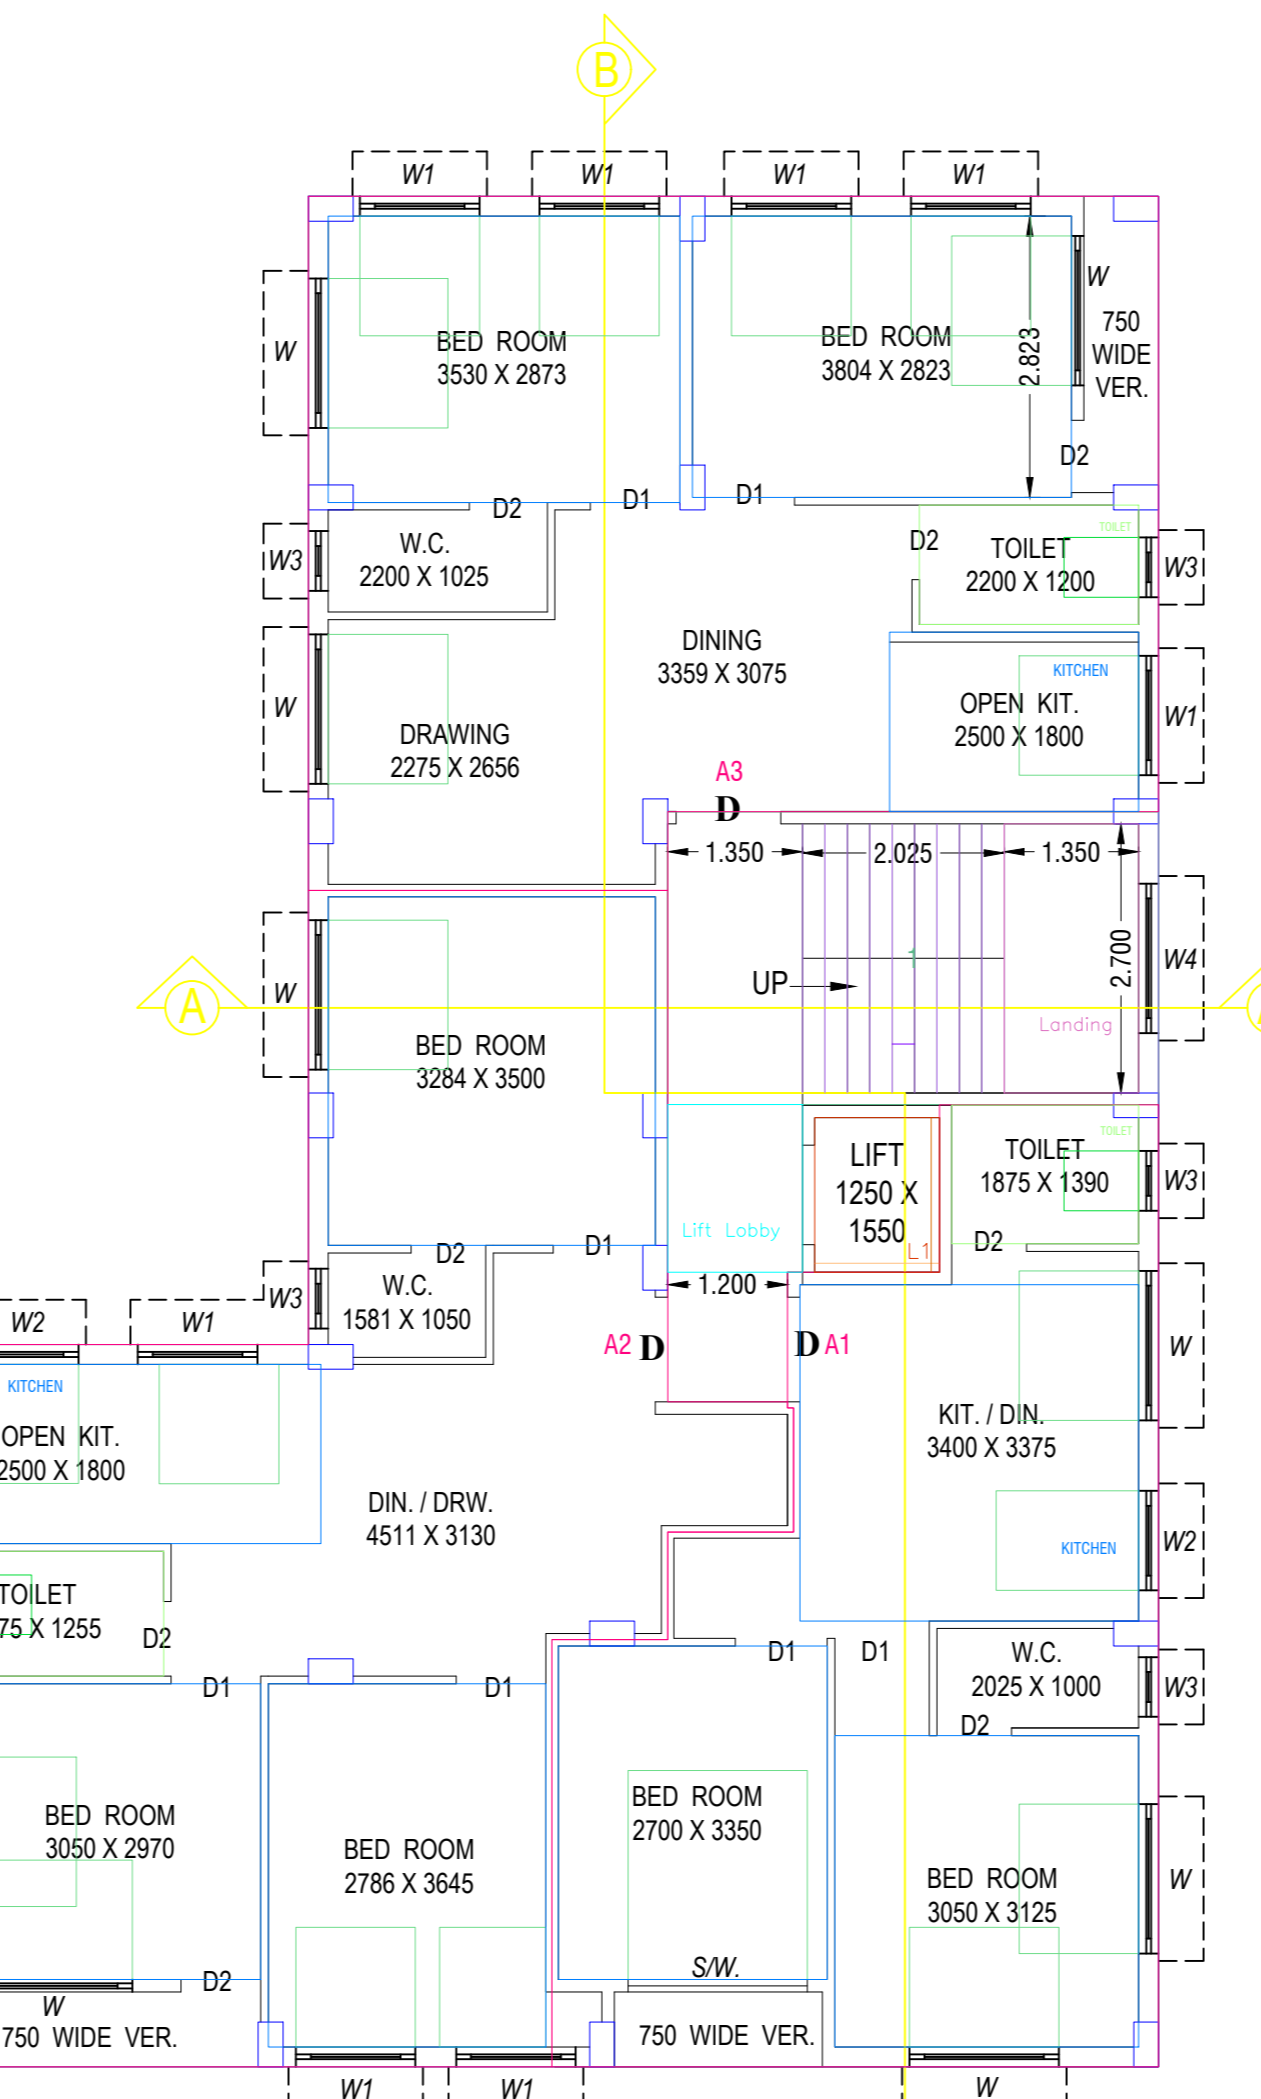 B
W1
W1
W1
W1
W
750
WIDE
VER.
W
BED ROOM
3530 X 2873
BED ROOM
3804 X 2823
2.823
D2
D2
D1
D1
W3
W.C.
2200 X 1025
D2
TOILET
TOILET
2200 X 1200
W3
DINING
3359 X 3075
KITCHEN
OPEN KIT.
2500 X 1800
W1
W
DRAWING
2275 X 2656
A3
D
1.350
2.025
1.350
2.700
W4
1
UP
Landing
A
W
BED ROOM
3284 X 3500
LIFT
1250 X
1550
L1
Lift Lobby
TOILET
TOILET
1875 X 1390
W3
D2
D2
D1
W3
W.C.
1581 X 1050
1.200
A2
D
D
A1
W
W2
W1
KITCHEN
OPEN KIT.
2500 X 1800
KIT. / DIN.
3400 X 3375
DIN. / DRW.
4511 X 3130
KITCHEN
W2
TOILET
75 X 1255
D2
D1
D1
D1
D1
W.C.
2025 X 1000
W3
D2
BED ROOM
3050 X 2970
BED ROOM
2786 X 3645
BED ROOM
2700 X 3350
BED ROOM
3050 X 3125
W
D2
S/W.
W
750 WIDE VER.
750 WIDE VER.
W1
W1
W